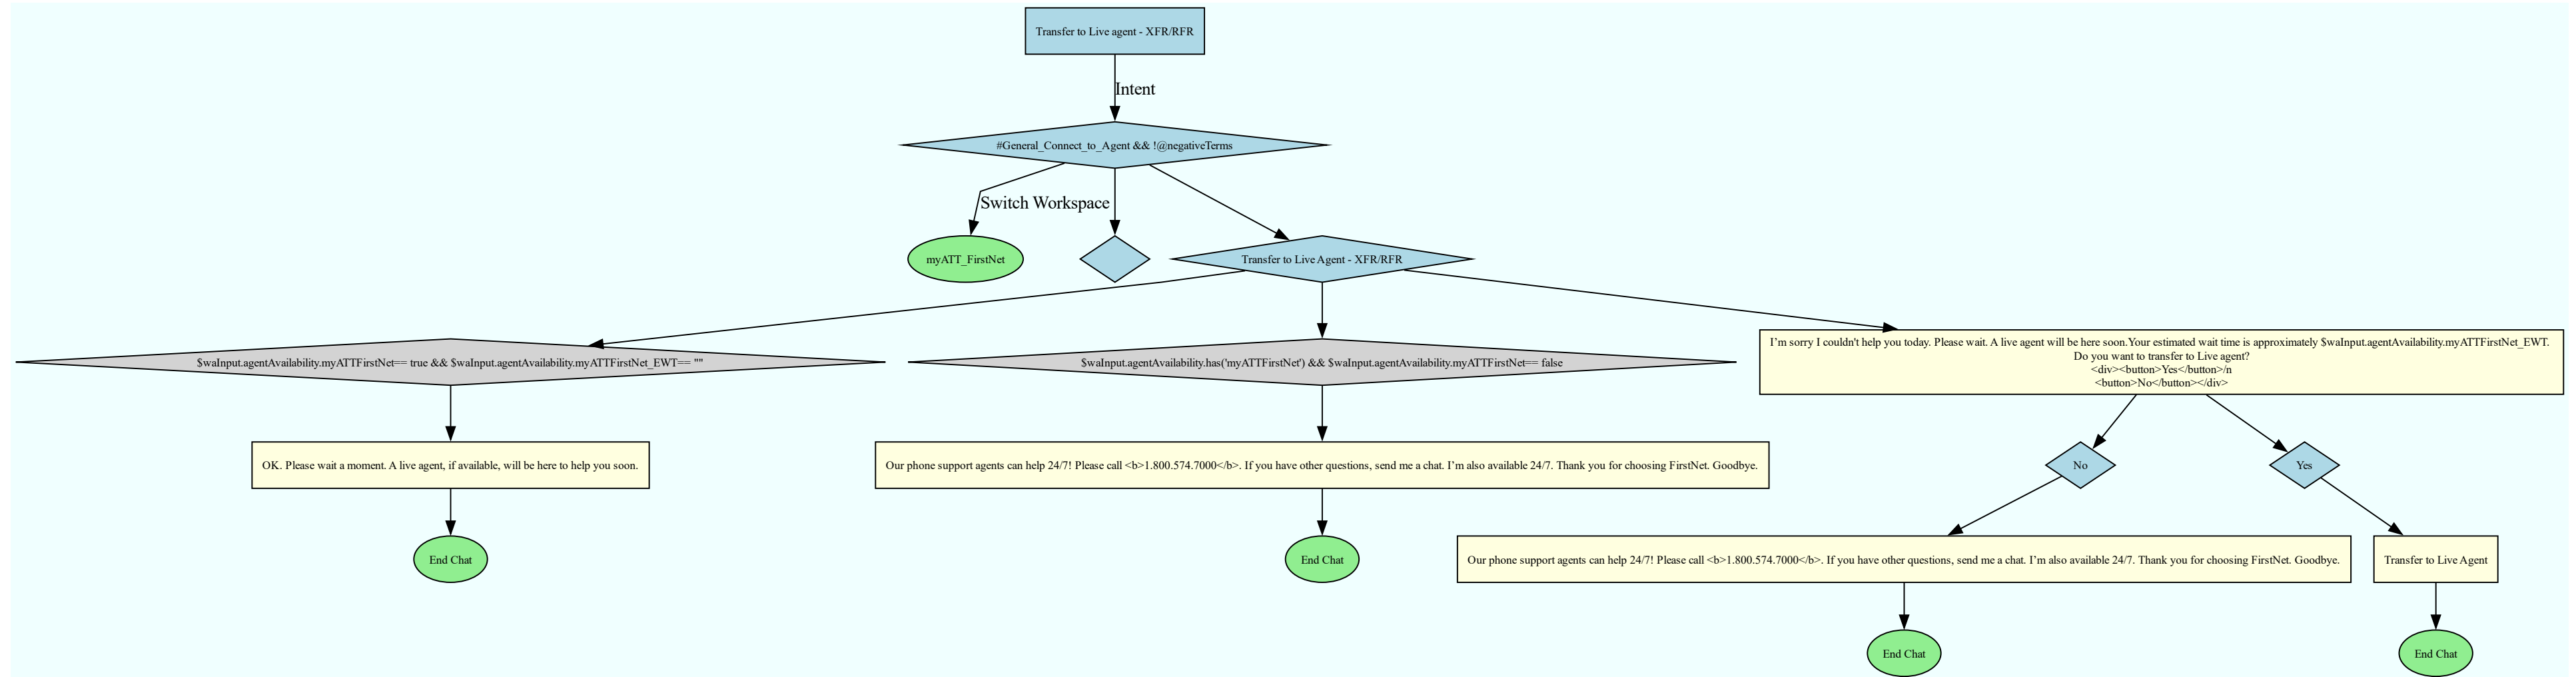 Transfer to Live agent - XFR/RFR
Intent
#General_Connect_to_Agent && !@negativeTerms
Switch Workspace
myATT_FirstNet
Transfer to Live Agent - XFR/RFR
$waInput.agentAvailability.myATTFirstNet== true && $waInput.agentAvailability.myATTFirstNet_EWT== ""
$waInput.agentAvailability.has('myATTFirstNet') && $waInput.agentAvailability.myATTFirstNet== false
I'm sorry I couldn't help you today. Please wait. A live agent will be here soon.Your estimated wait time is approximately $waInput.agentAvailability.myATTFirstNet_EWT.
Do you want to transfer to Live agent?
<div><button>Yes</button>/n
<button>No</button></div>
OK. Please wait a moment. A live agent, if available, will be here to help you soon.
Our phone support agents can help 24/7! Please call <b>1.800.574.7000</b>. If you have other questions, send me a chat. I'm also available 24/7. Thank you for choosing FirstNet. Goodbye.
No
Yes
End Chat
End Chat
Our phone support agents can help 24/7! Please call <b>1.800.574.7000</b>. If you have other questions, send me a chat. I'm also available 24/7. Thank you for choosing FirstNet. Goodbye.
Transfer to Live Agent
End Chat
End Chat